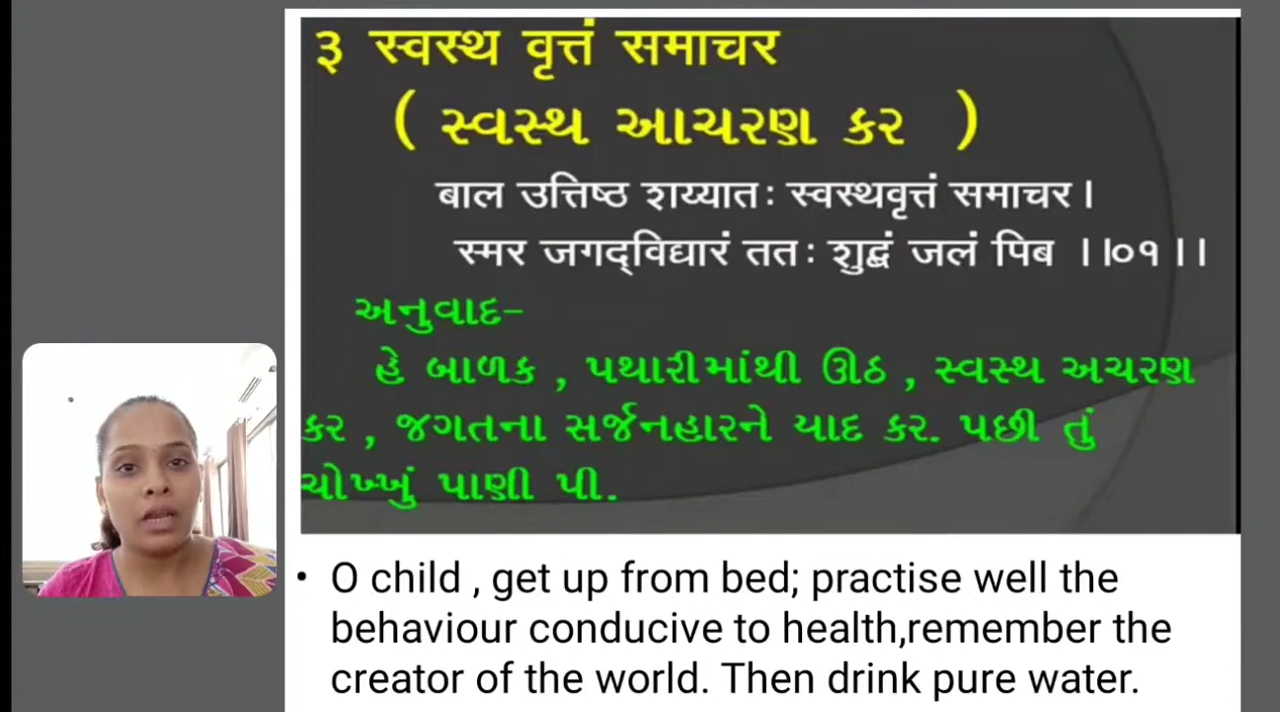 ३ स्वस्थ वृत्तं समाचर
( સ્વસ્થ આચરણ કર )
बाल उत्तिष्ठ शय्यातः स्वस्थवृत्तं समाचर।
स्मर जगद्विद्यारं ततः शुद्धं जलं पिब ।।०१।।
અનુવાદ-
હે બાળક , પથારીમાંથી ઊઠ , સ્વસ્થ અચરણ
કર , જગતના સર્જનહારને યાદ કર. પછી તું
ચોખ્ખું પાણી પી.
• O child , get up from bed; practise well the
behaviour conducive to health,remember the
creator of the world. Then drink pure water.